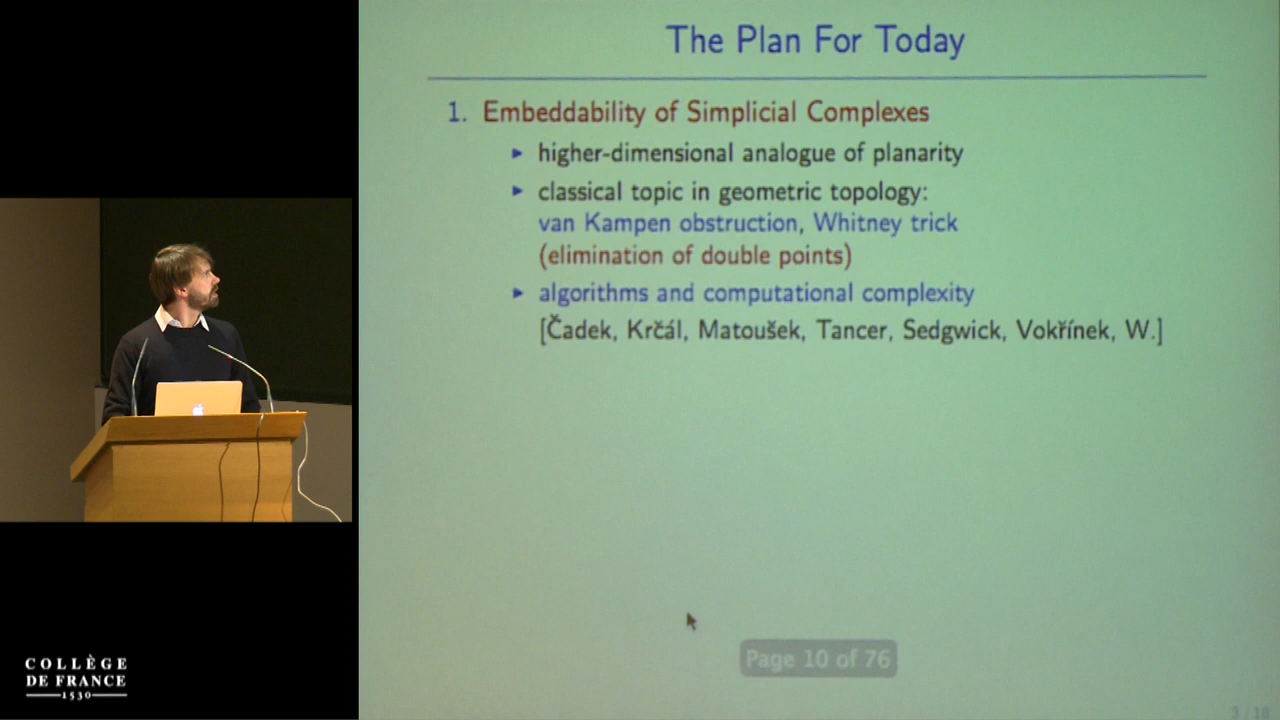 The Plan For Today
1. Embeddability of Simplicial Complexes
▶ higher-dimensional analogue of planarity
▶ classical topic in geometric topology:
van Kampen obstruction, Whitney trick
(elimination of double points)
▶ algorithms and computational complexity
[Čadek, Krčál, Matoušek, Tancer, Sedgwick, Vokřínek, W.]
Page 10 of 76
3 / 18
COLLÈGE
DE FRANCE
1530